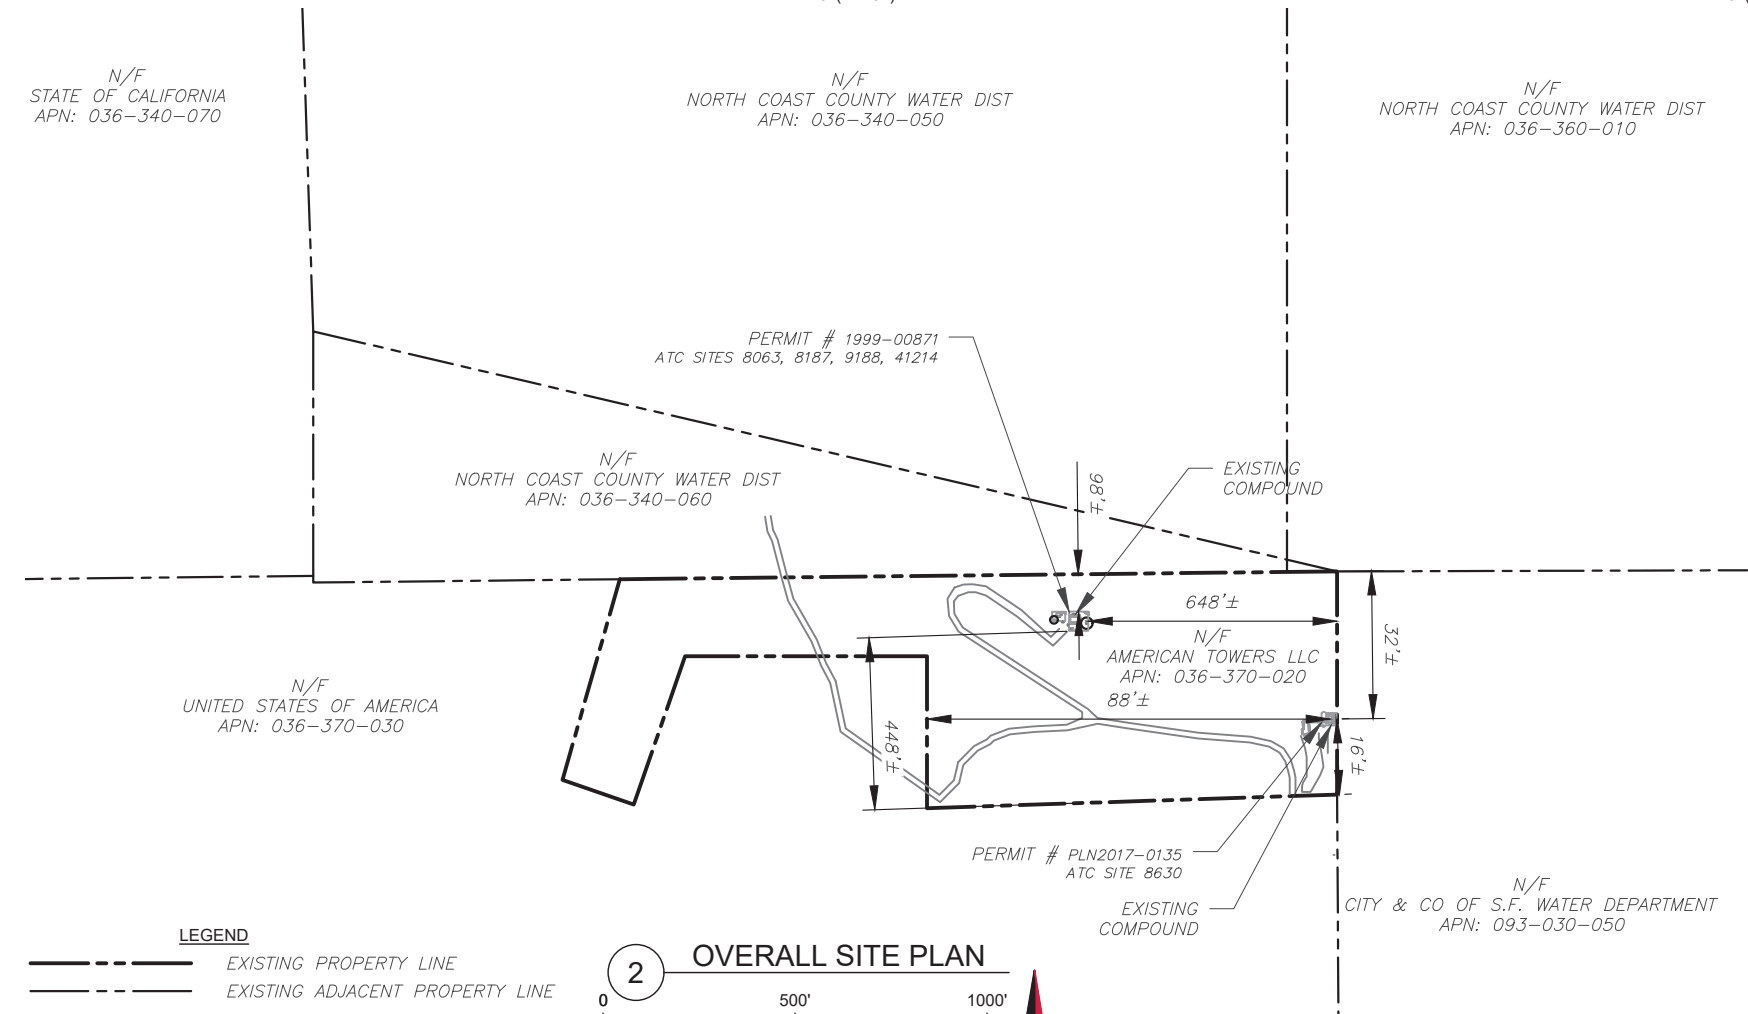 N/F
STATE OF CALIFORNIA
APN: 036-340-070
N/F
NORTH COAST COUNTY WATER DIST
APN: 036-340-050
N/F
NORTH COAST COUNTY WATER DIST
APN: 036-360-010
PERMIT # 1999-00871
ATC SITES 8063, 8187, 9188, 41214
N/F
NORTH COAST COUNTY WATER DIST
APN: 036-340-060
98'±
EXISTING
COMPOUND
648'±
N/F
AMERICAN TOWERS LLC
APN: 036-370-020
32'±
88'±
N/F
UNITED STATES OF AMERICA
APN: 036-370-030
448'±
16'±
PERMIT # PLN2017-0135
ATC SITE 8630
EXISTING
COMPOUND
N/F
CITY & CO OF S.F. WATER DEPARTMENT
APN: 093-030-050
LEGEND
EXISTING PROPERTY LINE
EXISTING ADJACENT PROPERTY LINE
2 OVERALL SITE PLAN
0 500' 1000'